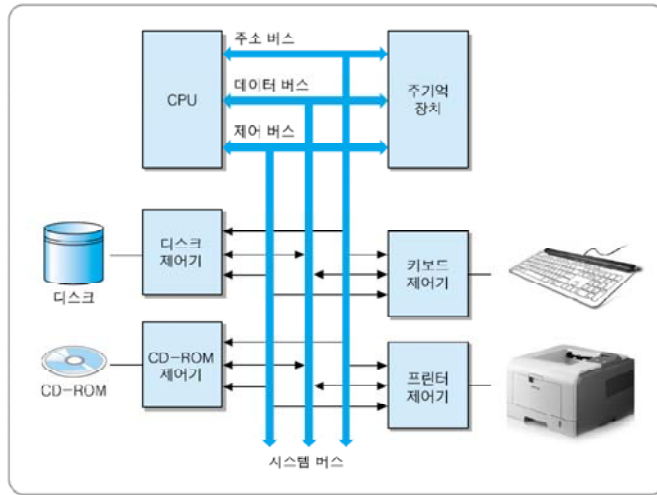 주소 버스
CPU
데이터 버스
주기억
장치
제어 버스
디스크
제어기
키보드
제어기
디스크
CD-ROM
제어기
프린터
제어기
CD-ROM
시스템 버스